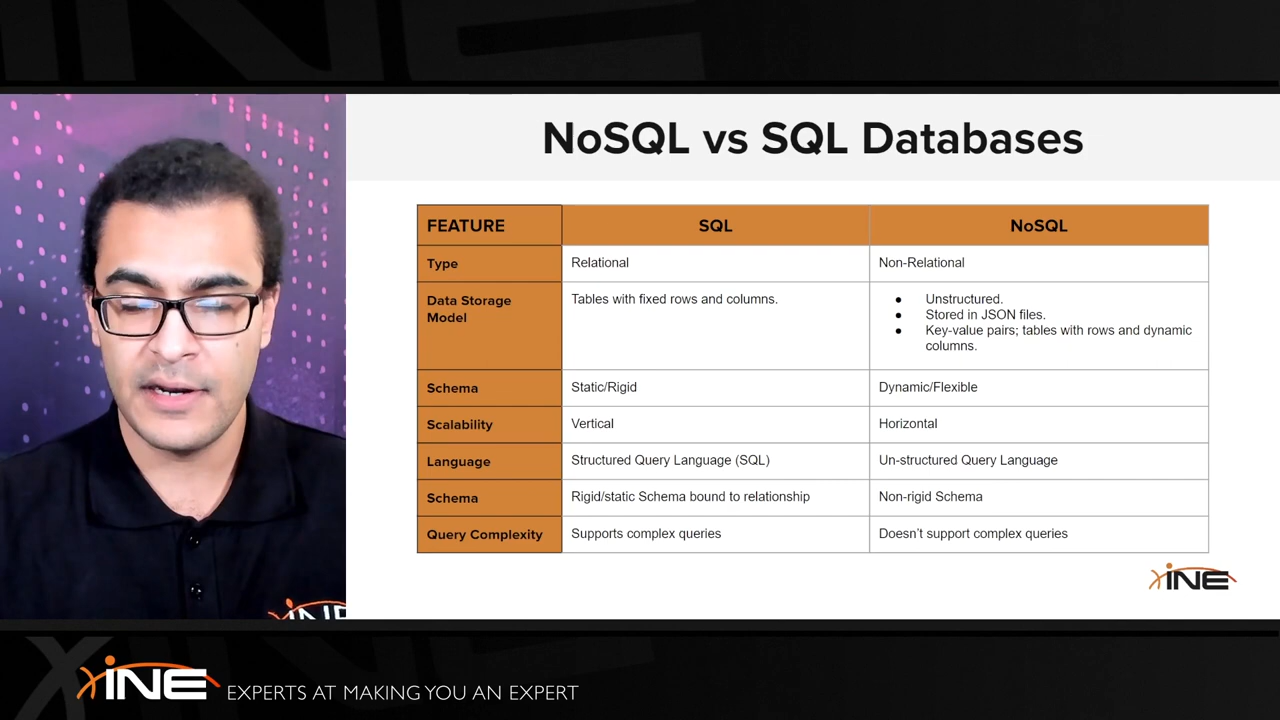 NoSQL vs SQL Databases
FEATURE SQL NoSQL
Type Relational Non-Relational
Data Storage Model Tables with fixed rows and columns.
● Unstructured.
● Stored in JSON files.
● Key-value pairs; tables with rows and dynamic
columns.
Schema Static/Rigid Dynamic/Flexible
Scalability Vertical Horizontal
Language Structured Query Language (SQL) Un-structured Query Language
Schema Rigid/static Schema bound to relationship Non-rigid Schema
Query Complexity Supports complex queries Doesn't support complex queries
INE
INE
INE EXPERTS AT MAKING YOU AN EXPERT